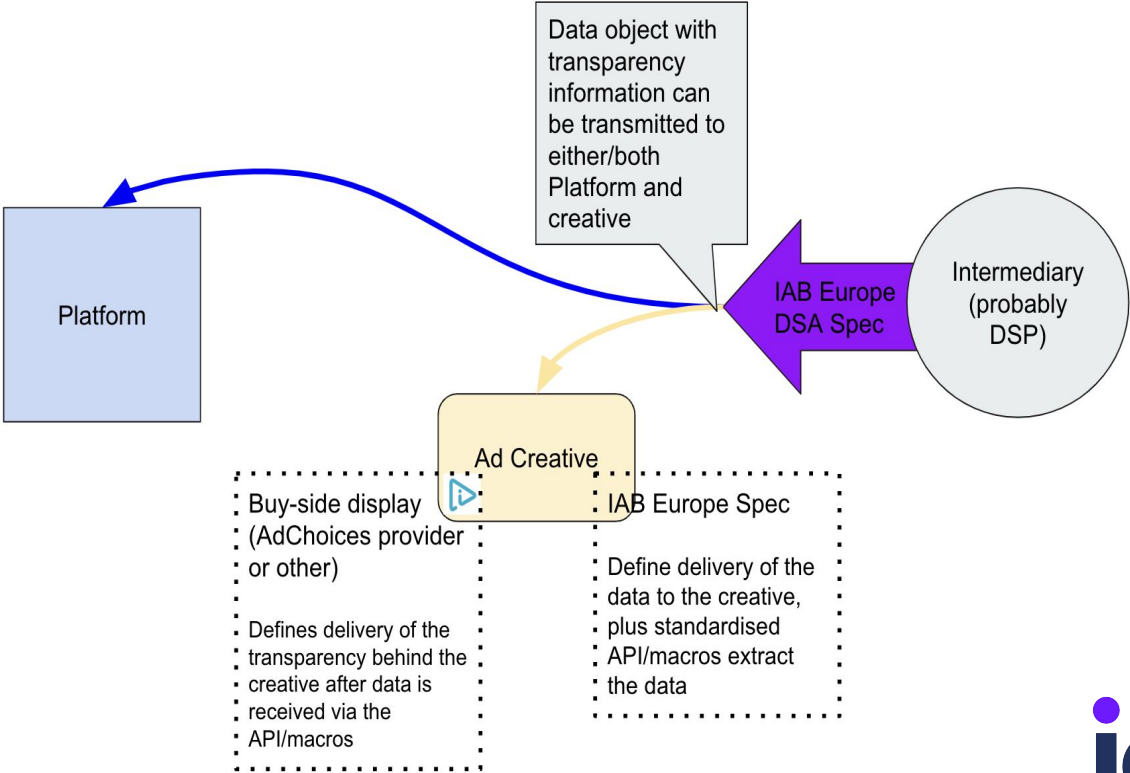 Data object with
transparency
information can
be transmitted to
either/both
Platform and
creative
Platform
IAB Europe
DSA Spec
Intermediary
(probably
DSP)
Ad Creative
Buy-side display
(AdChoices provider
or other)
Defines delivery of the
transparency behind the
creative after data is
received via the
API/macros
IAB Europe Spec
Define delivery of the
data to the creative,
plus standardised
API/macros extract
the data